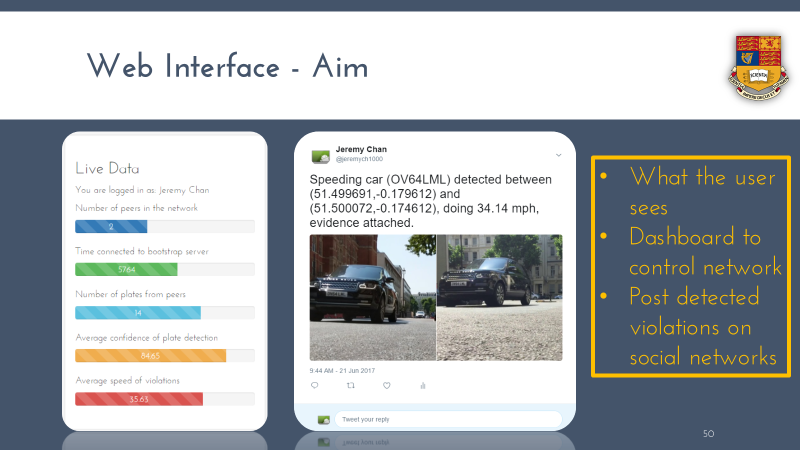 Web Interface - Aim
Live Data
You are logged in as: Jeremy Chan
Number of peers in the network
2
Time connected to bootstrap server
5764
Number of plates from peers
14
Average confidence of plate detection
84.65
Average speed of violations
35.65
Jeremy Chan
@jeremych1000
Speeding car (OV64LML) detected between
(51.499691,-0.179612) and
(51.500072,-0.174612), doing 34.14 mph,
evidence attached.
9:44 AM - 21 Jun 2017
Tweet your reply
• What the user
sees
• Dashboard to
control network
• Post detected
violations on
social networks
50